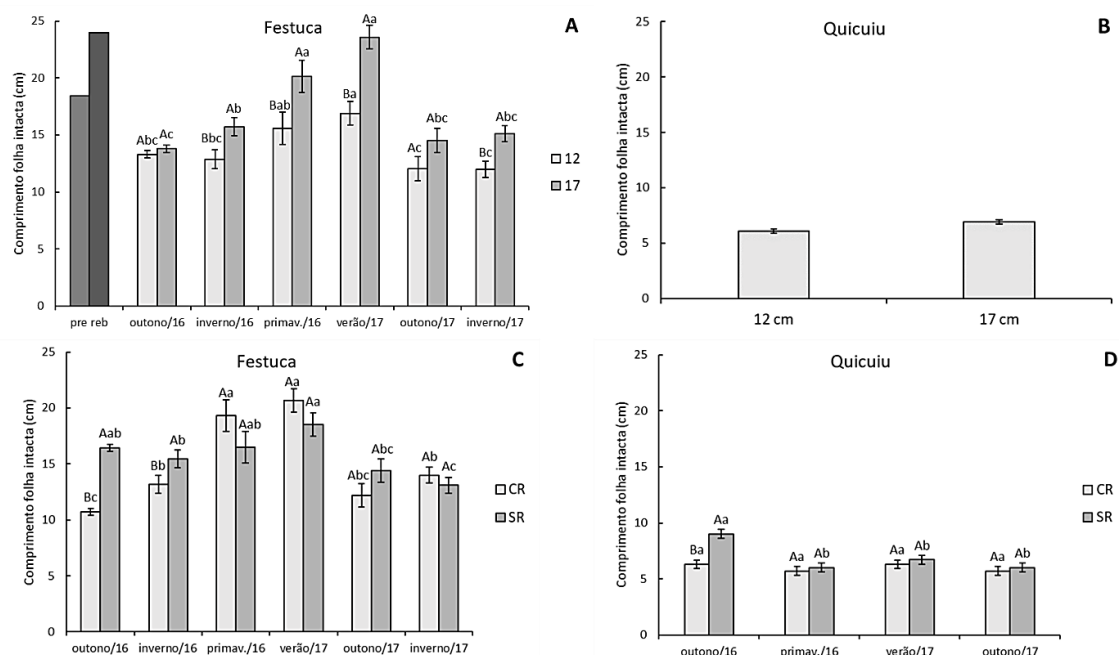 Festuca
A
Comprimento folha intacta (cm)
25
20
15
10
5
0
Abc Ac
Bbc Ab
Bab Aa
Ba Aa
Ac Abc
Bc Abc
12
17
pre reb outono/16 inverno/16 primav./16 verão/17 outono/17 inverno/17
Quicuiu
B
Comprimento folha intacta (cm)
25
20
15
10
5
0
12 cm 17 cm
Festuca
C
Comprimento folha intacta (cm)
25
20
15
10
5
0
Bc Aab
Bb Ab
Aa Aab
Aa Aa
Abc Abc
Ab Ac
CR
SR
outono/16 inverno/16 primav./16 verão/17 outono/17 inverno/17
Quicuiu
D
Comprimento folha intacta (cm)
25
20
15
10
5
0
Ba Aa
Aa Ab
Aa Ab
Aa Ab
CR
SR
outono/16 primav./16 verão/17 outono/17